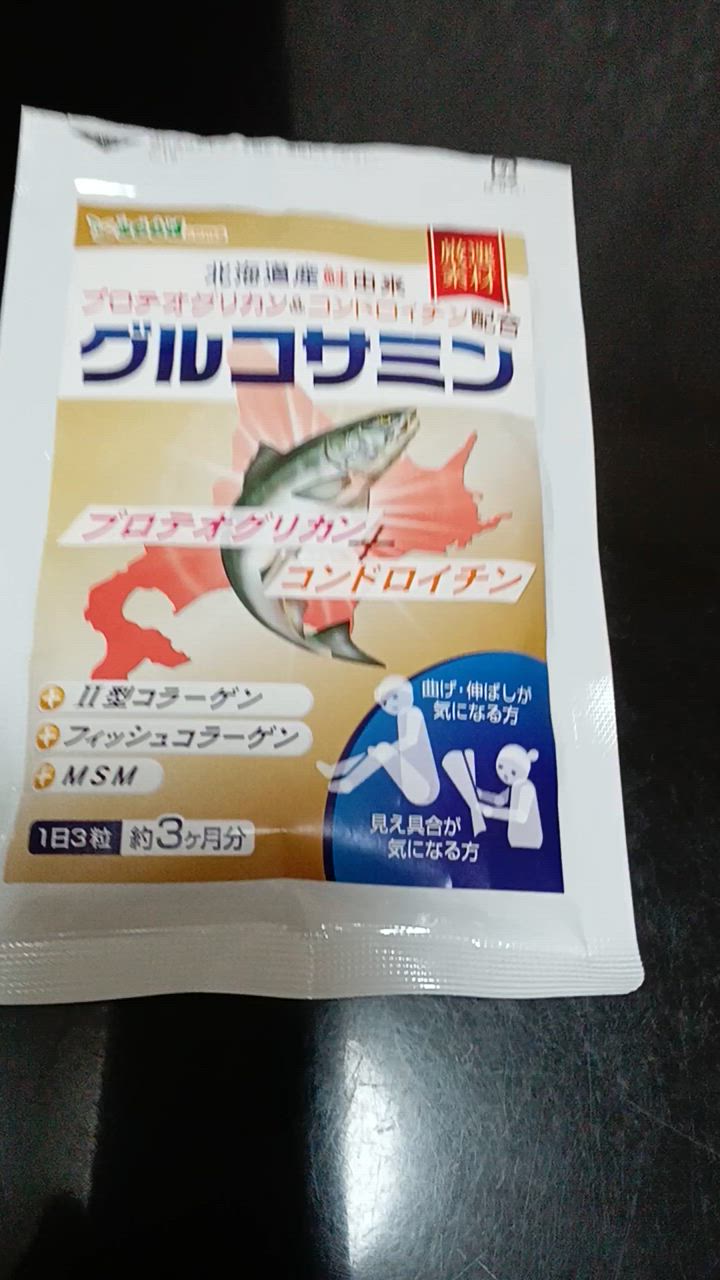 厳選
素材
北海道産鮭由来
プロテオグリカン&コンドロイチン配合
グルコサミン
プロテオグリカン
+
コンドロイチン
+ II型コラーゲン
+ フィッシュコラーゲン
+ MSM
1日3粒 約3ヶ月分
曲げ・伸ばしが
気になる方
見え具合が
気になる方